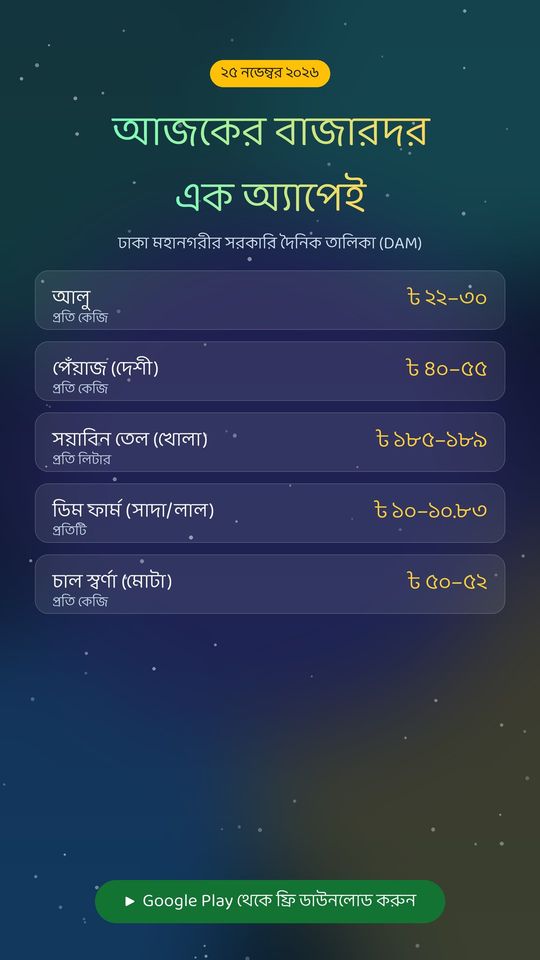 ২৫ নভেম্বর ২০২৬
আজকের বাজারদর
এক অ্যাপেই
ঢাকা মহানগরীর সরকারি দৈনিক তালিকা (DAM)
আলু
৳ ২২–৩০
প্রতি কেজি
পেঁয়াজ (দেশী)
৳ ৪০–৫৫
প্রতি কেজি
সয়াবিন তেল (খোলা)
৳ ১৮৫–১৮৯
প্রতি লিটার
ডিম ফার্ম (সাদা/লাল)
৳ ১০–১০.৮৩
প্রতিটি
চাল স্বর্ণা (মোটা)
৳ ৫০–৫২
প্রতি কেজি
▶ Google Play থেকে ফ্রি ডাউনলোড করুন